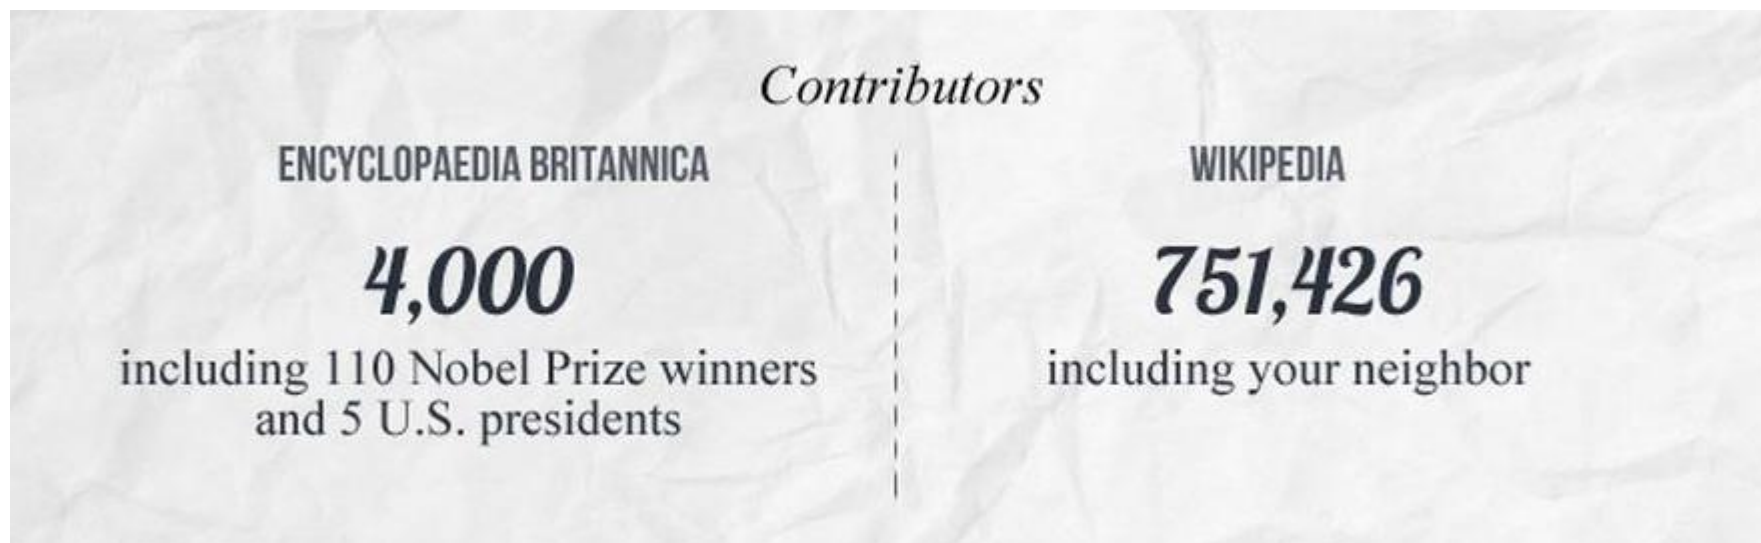 Contributors
ENCYCLOPAEDIA BRITANNICA
4,000
including 110 Nobel Prize winners
and 5 U.S. presidents
WIKIPEDIA
751,426
including your neighbor